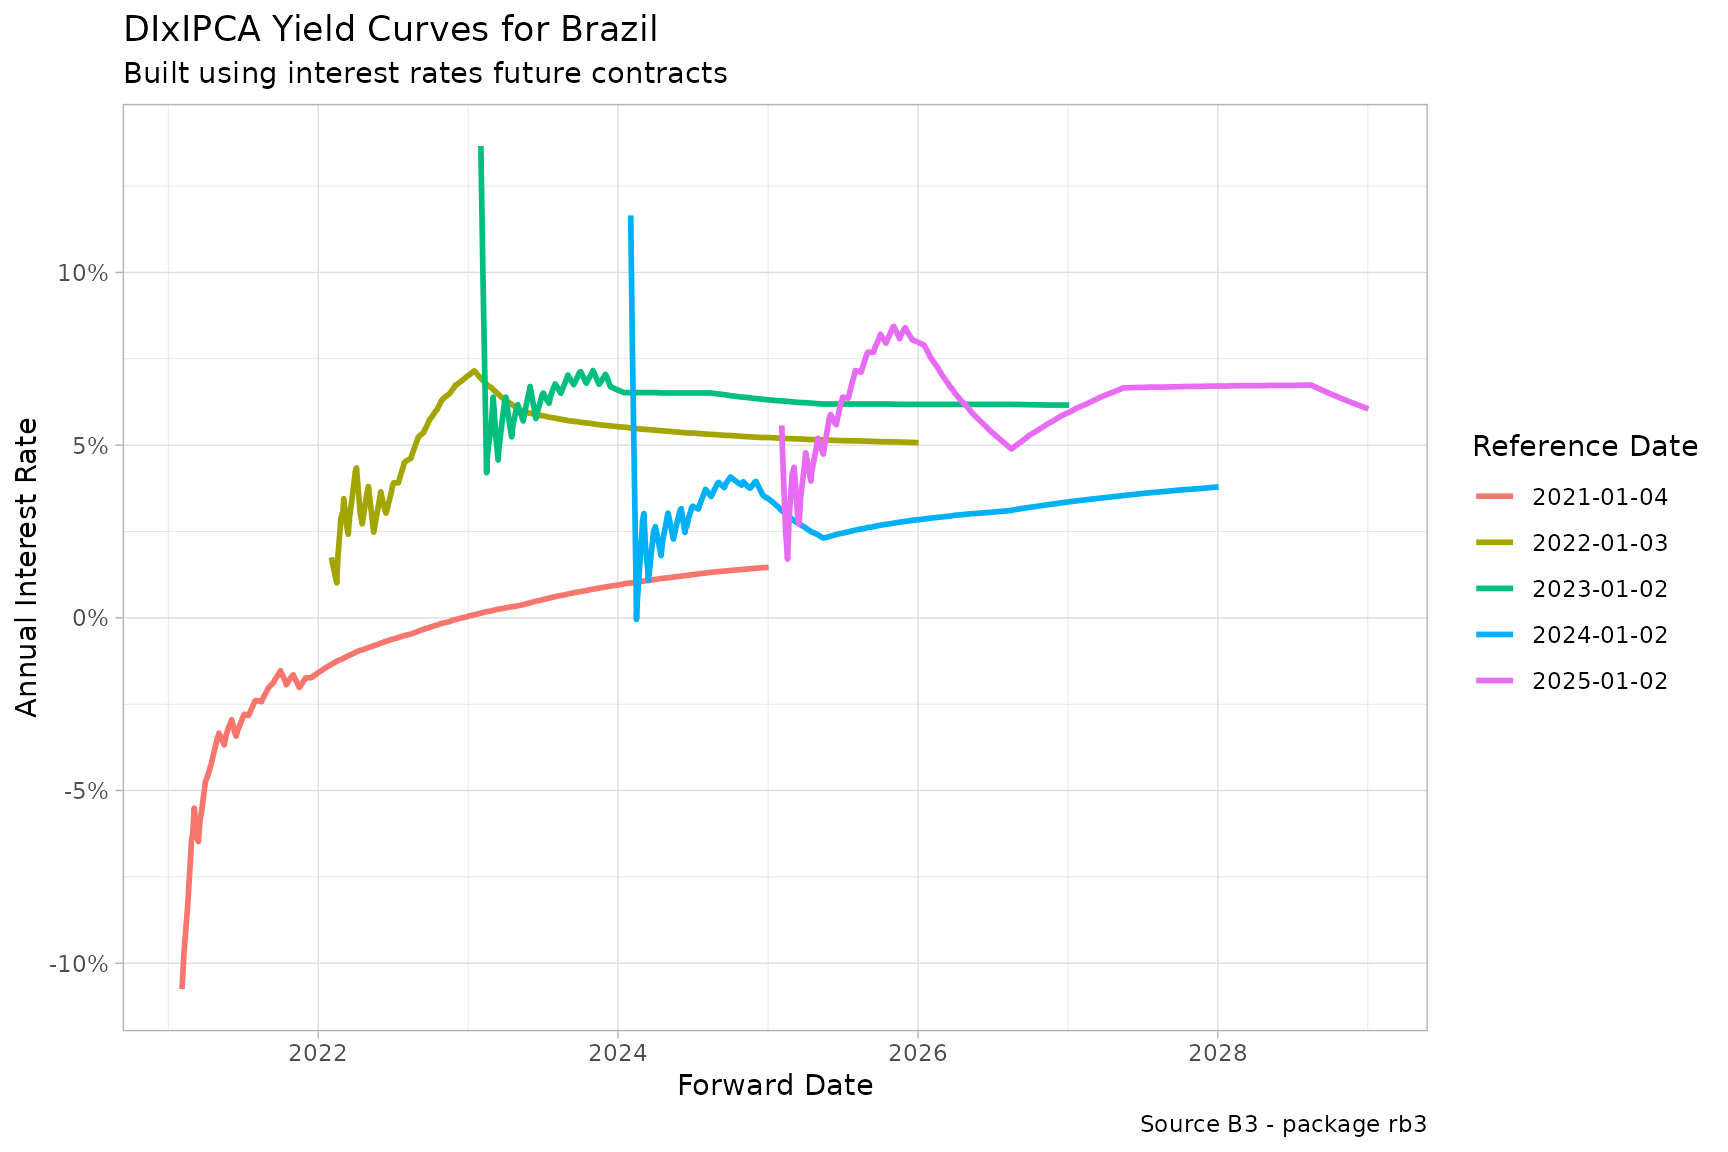 DIxIPCA Yield Curves for Brazil
Built using interest rates future contracts
Annual Interest Rate
10%
5%
0%
-5%
-10%
2022
2024
2026
2028
Forward Date
Reference Date
2021-01-04
2022-01-03
2023-01-02
2024-01-02
2025-01-02
Source B3 - package rb3